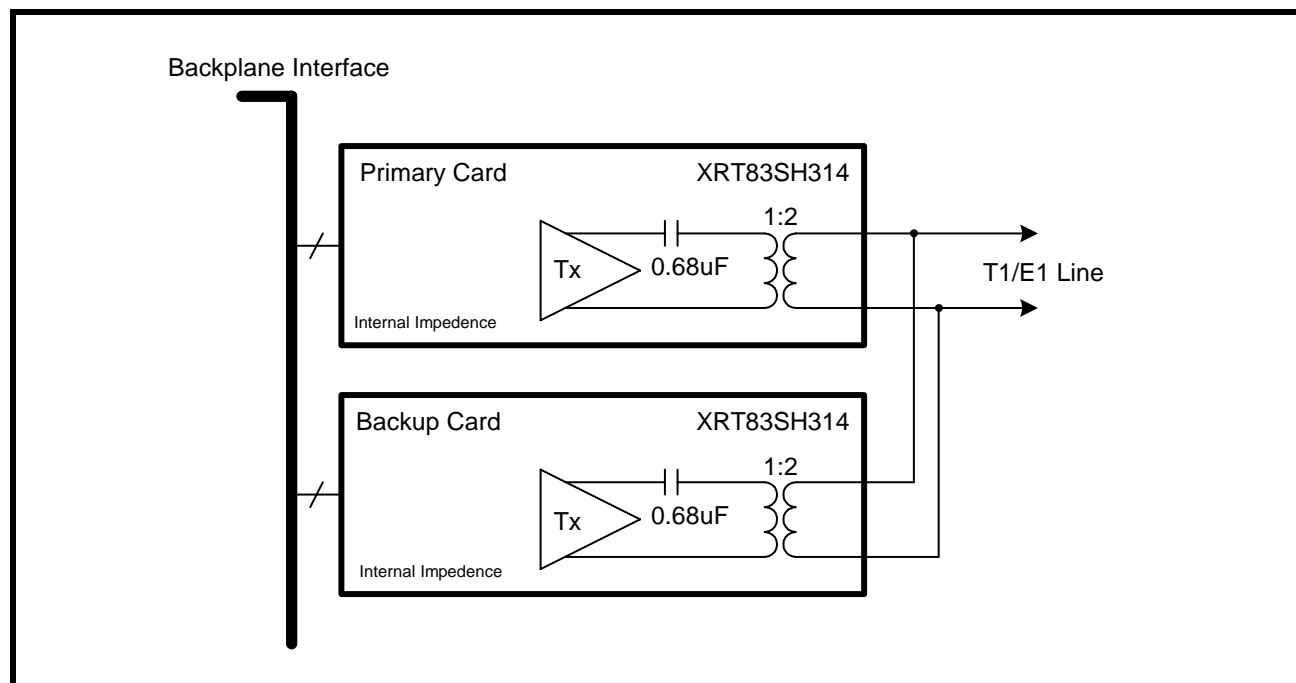 Backplane Interface
Primary Card XRT83SH314
1:2
Tx 0.68uF
T1/E1 Line
Internal Impedence
Backup Card XRT83SH314
1:2
Tx 0.68uF
Internal Impedence